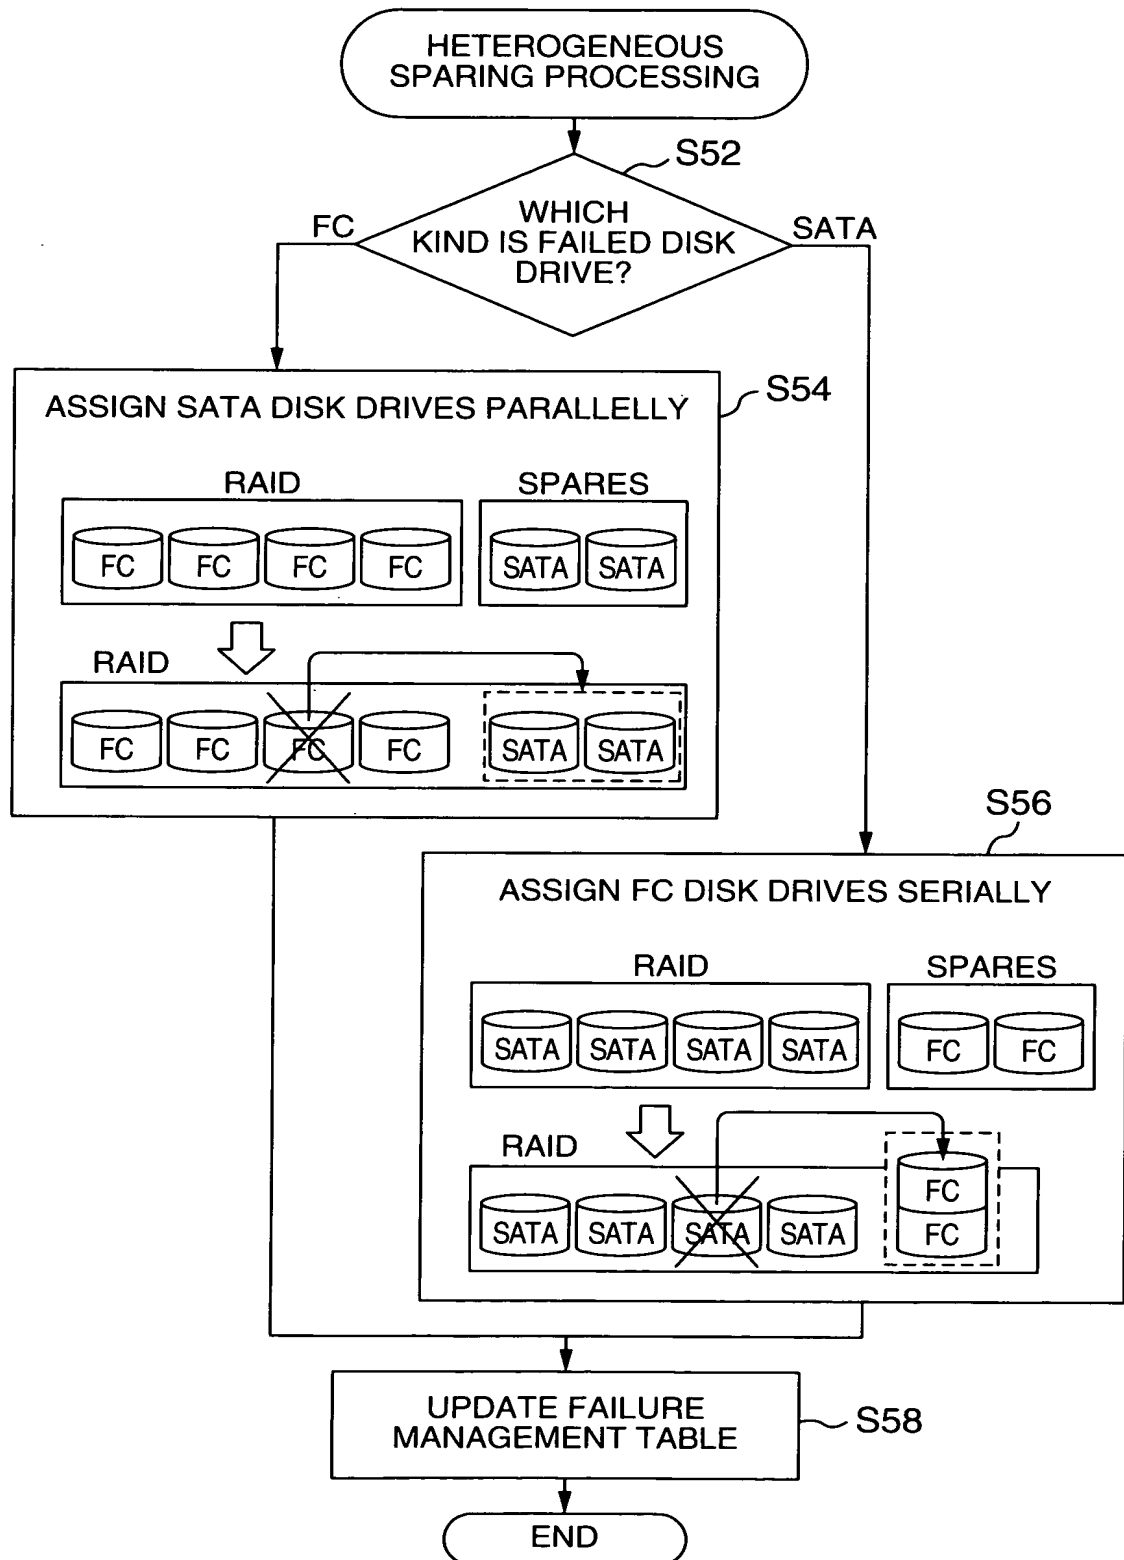 HETEROGENEOUS
SPARING PROCESSING
S52
WHICH
KIND IS FAILED DISK
DRIVE?
FC
SATA
S54
ASSIGN SATA DISK DRIVES PARALLELLY
RAID
SPARES
FC FC FC FC
SATA SATA
RAID
FC FC FC FC
SATA SATA
S56
ASSIGN FC DISK DRIVES SERIALLY
RAID
SPARES
SATA SATA SATA SATA
FC FC
RAID
SATA SATA SATA SATA
FC
FC
UPDATE FAILURE
MANAGEMENT TABLE
S58
END